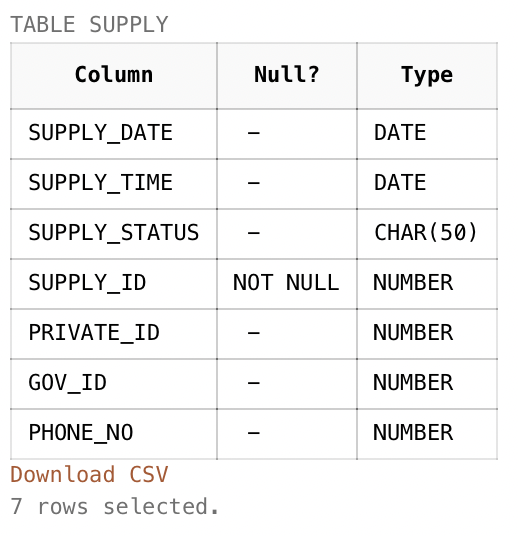 TABLE SUPPLY
Column Null? Type
SUPPLY_DATE – DATE
SUPPLY_TIME – DATE
SUPPLY_STATUS – CHAR(50)
SUPPLY_ID NOT NULL NUMBER
PRIVATE_ID – NUMBER
GOV_ID – NUMBER
PHONE_NO – NUMBER
Download CSV
7 rows selected.